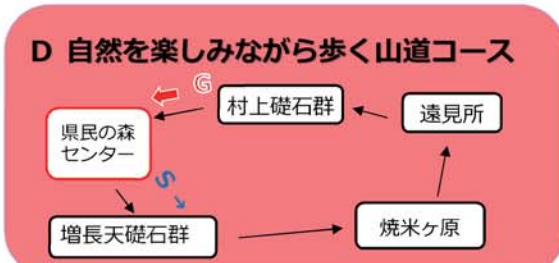 D 自然を楽しみながら歩く山道コース
G
村上礎石群
遠見所
県民の森
センター
S
増長天礎石群
焼米ヶ原